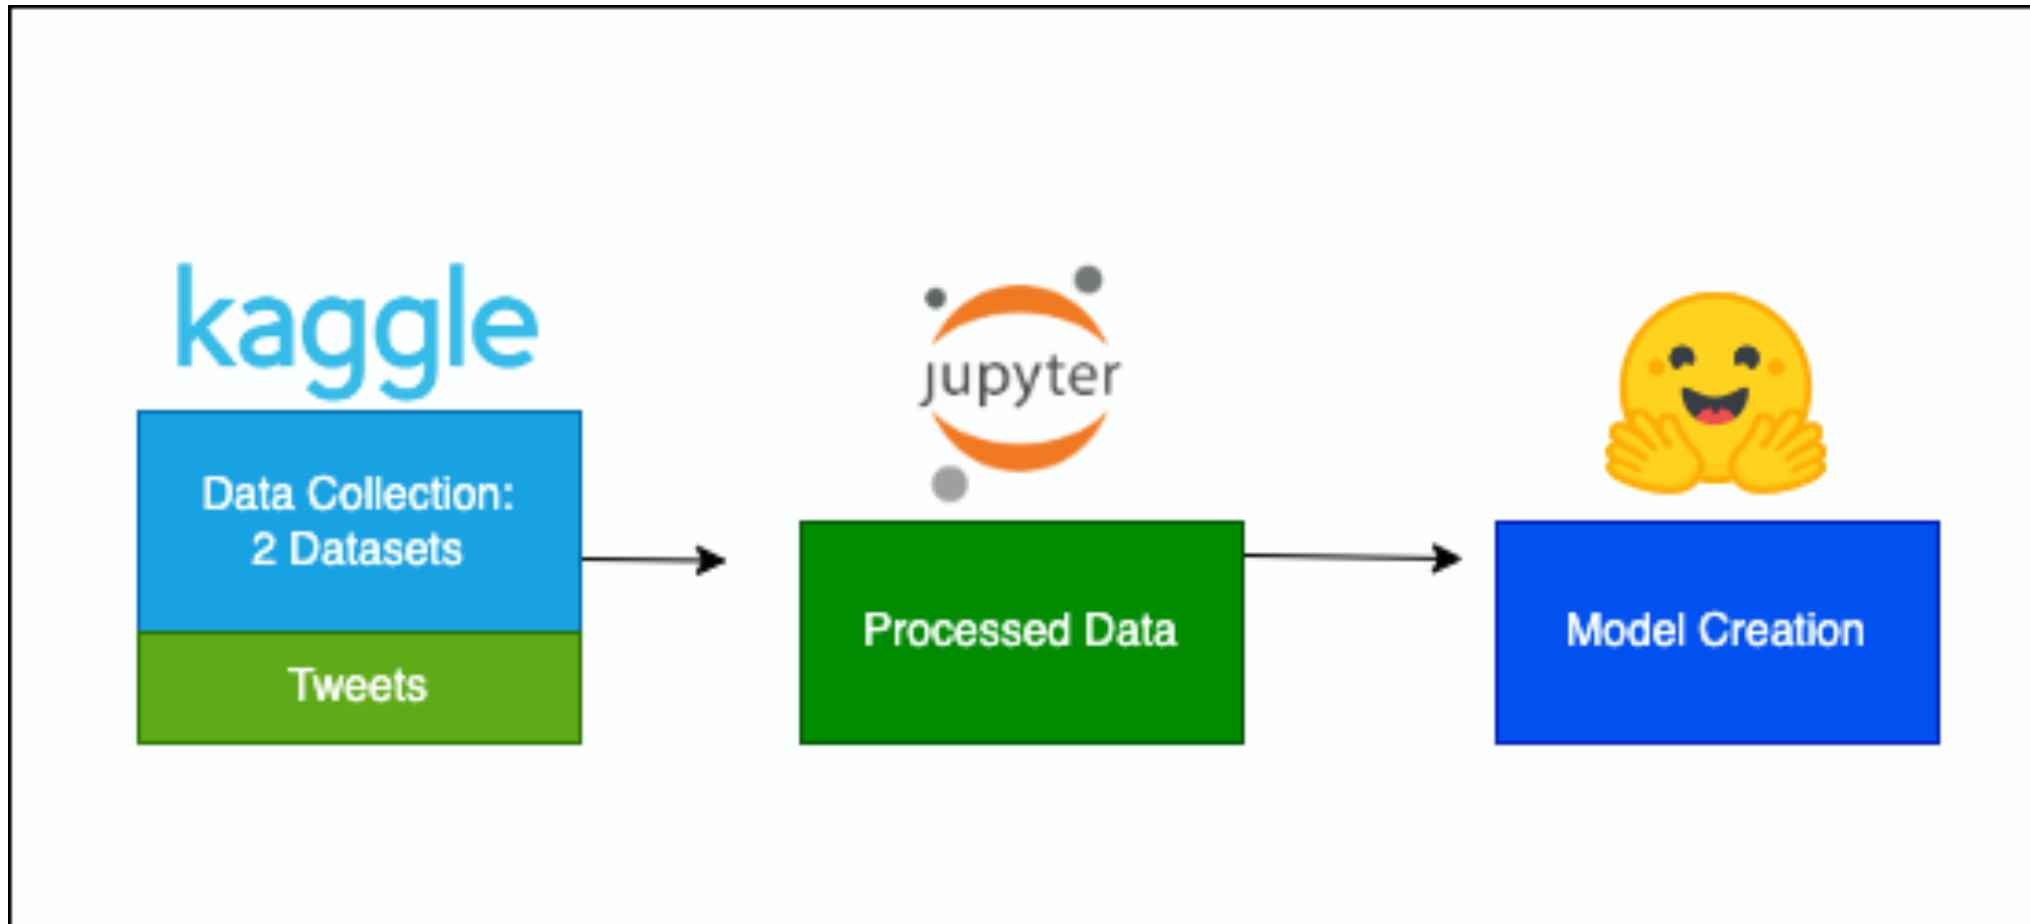 kaggle
Data Collection:
2 Datasets
Tweets
jupyter
Processed Data
Model Creation